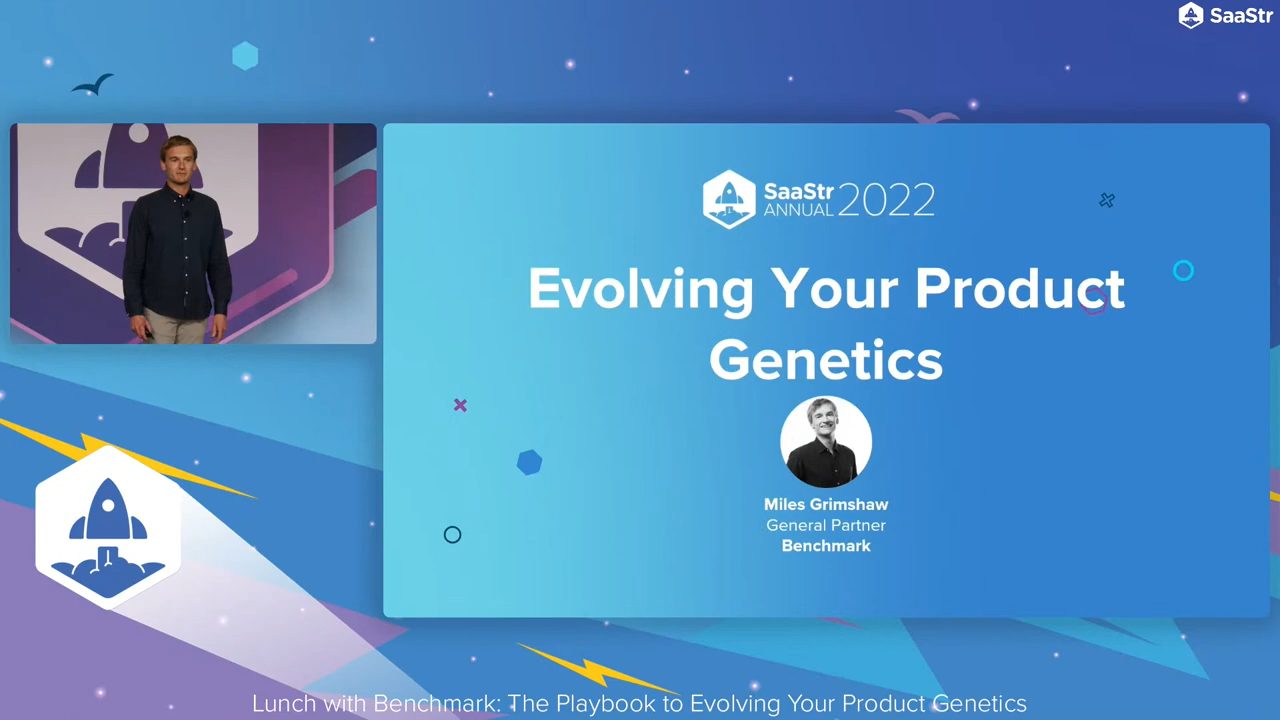 SaaStr
SaaStr
ANNUAL 2022
Evolving Your Product
Genetics
Miles Grimshaw
General Partner
Benchmark
Lunch with Benchmark: The Playbook to Evolving Your Product Genetics